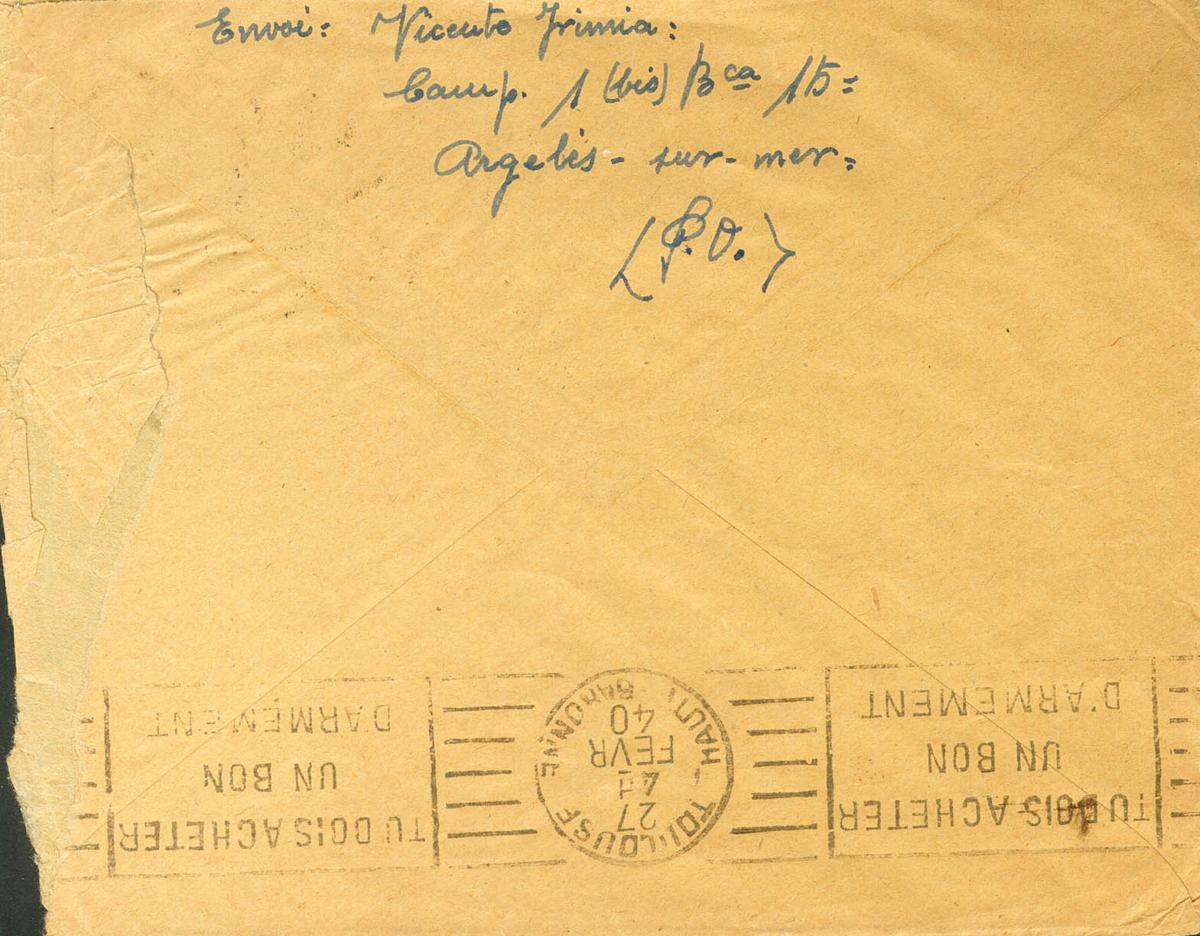 Envoi: Vicente Irimia:
Camp. 1 (bis) Bca 15=
Argelès-sur-mer=
(P.O.)
TU DOIS ACHETER
UN BON
D'ARMEMENT
TOULOUSE
27
FEVR
40
HAUTE GARONNE
TU DOIS ACHETER
UN BON
D'ARMEMENT